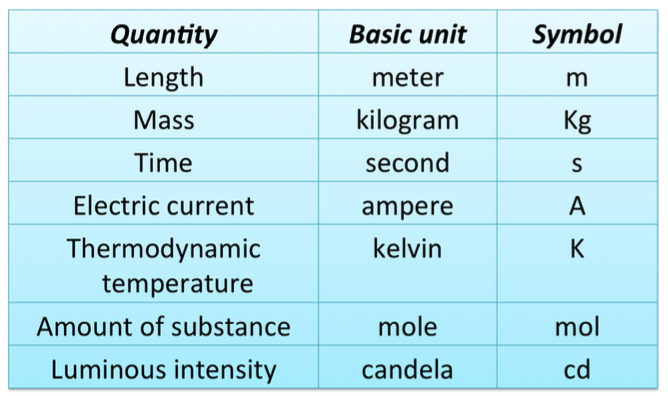 Quantity Basic unit Symbol
Length meter m
Mass kilogram Kg
Time second s
Electric current ampere A
Thermodynamic kelvin K
temperature
Amount of substance mole mol
Luminous intensity candela cd